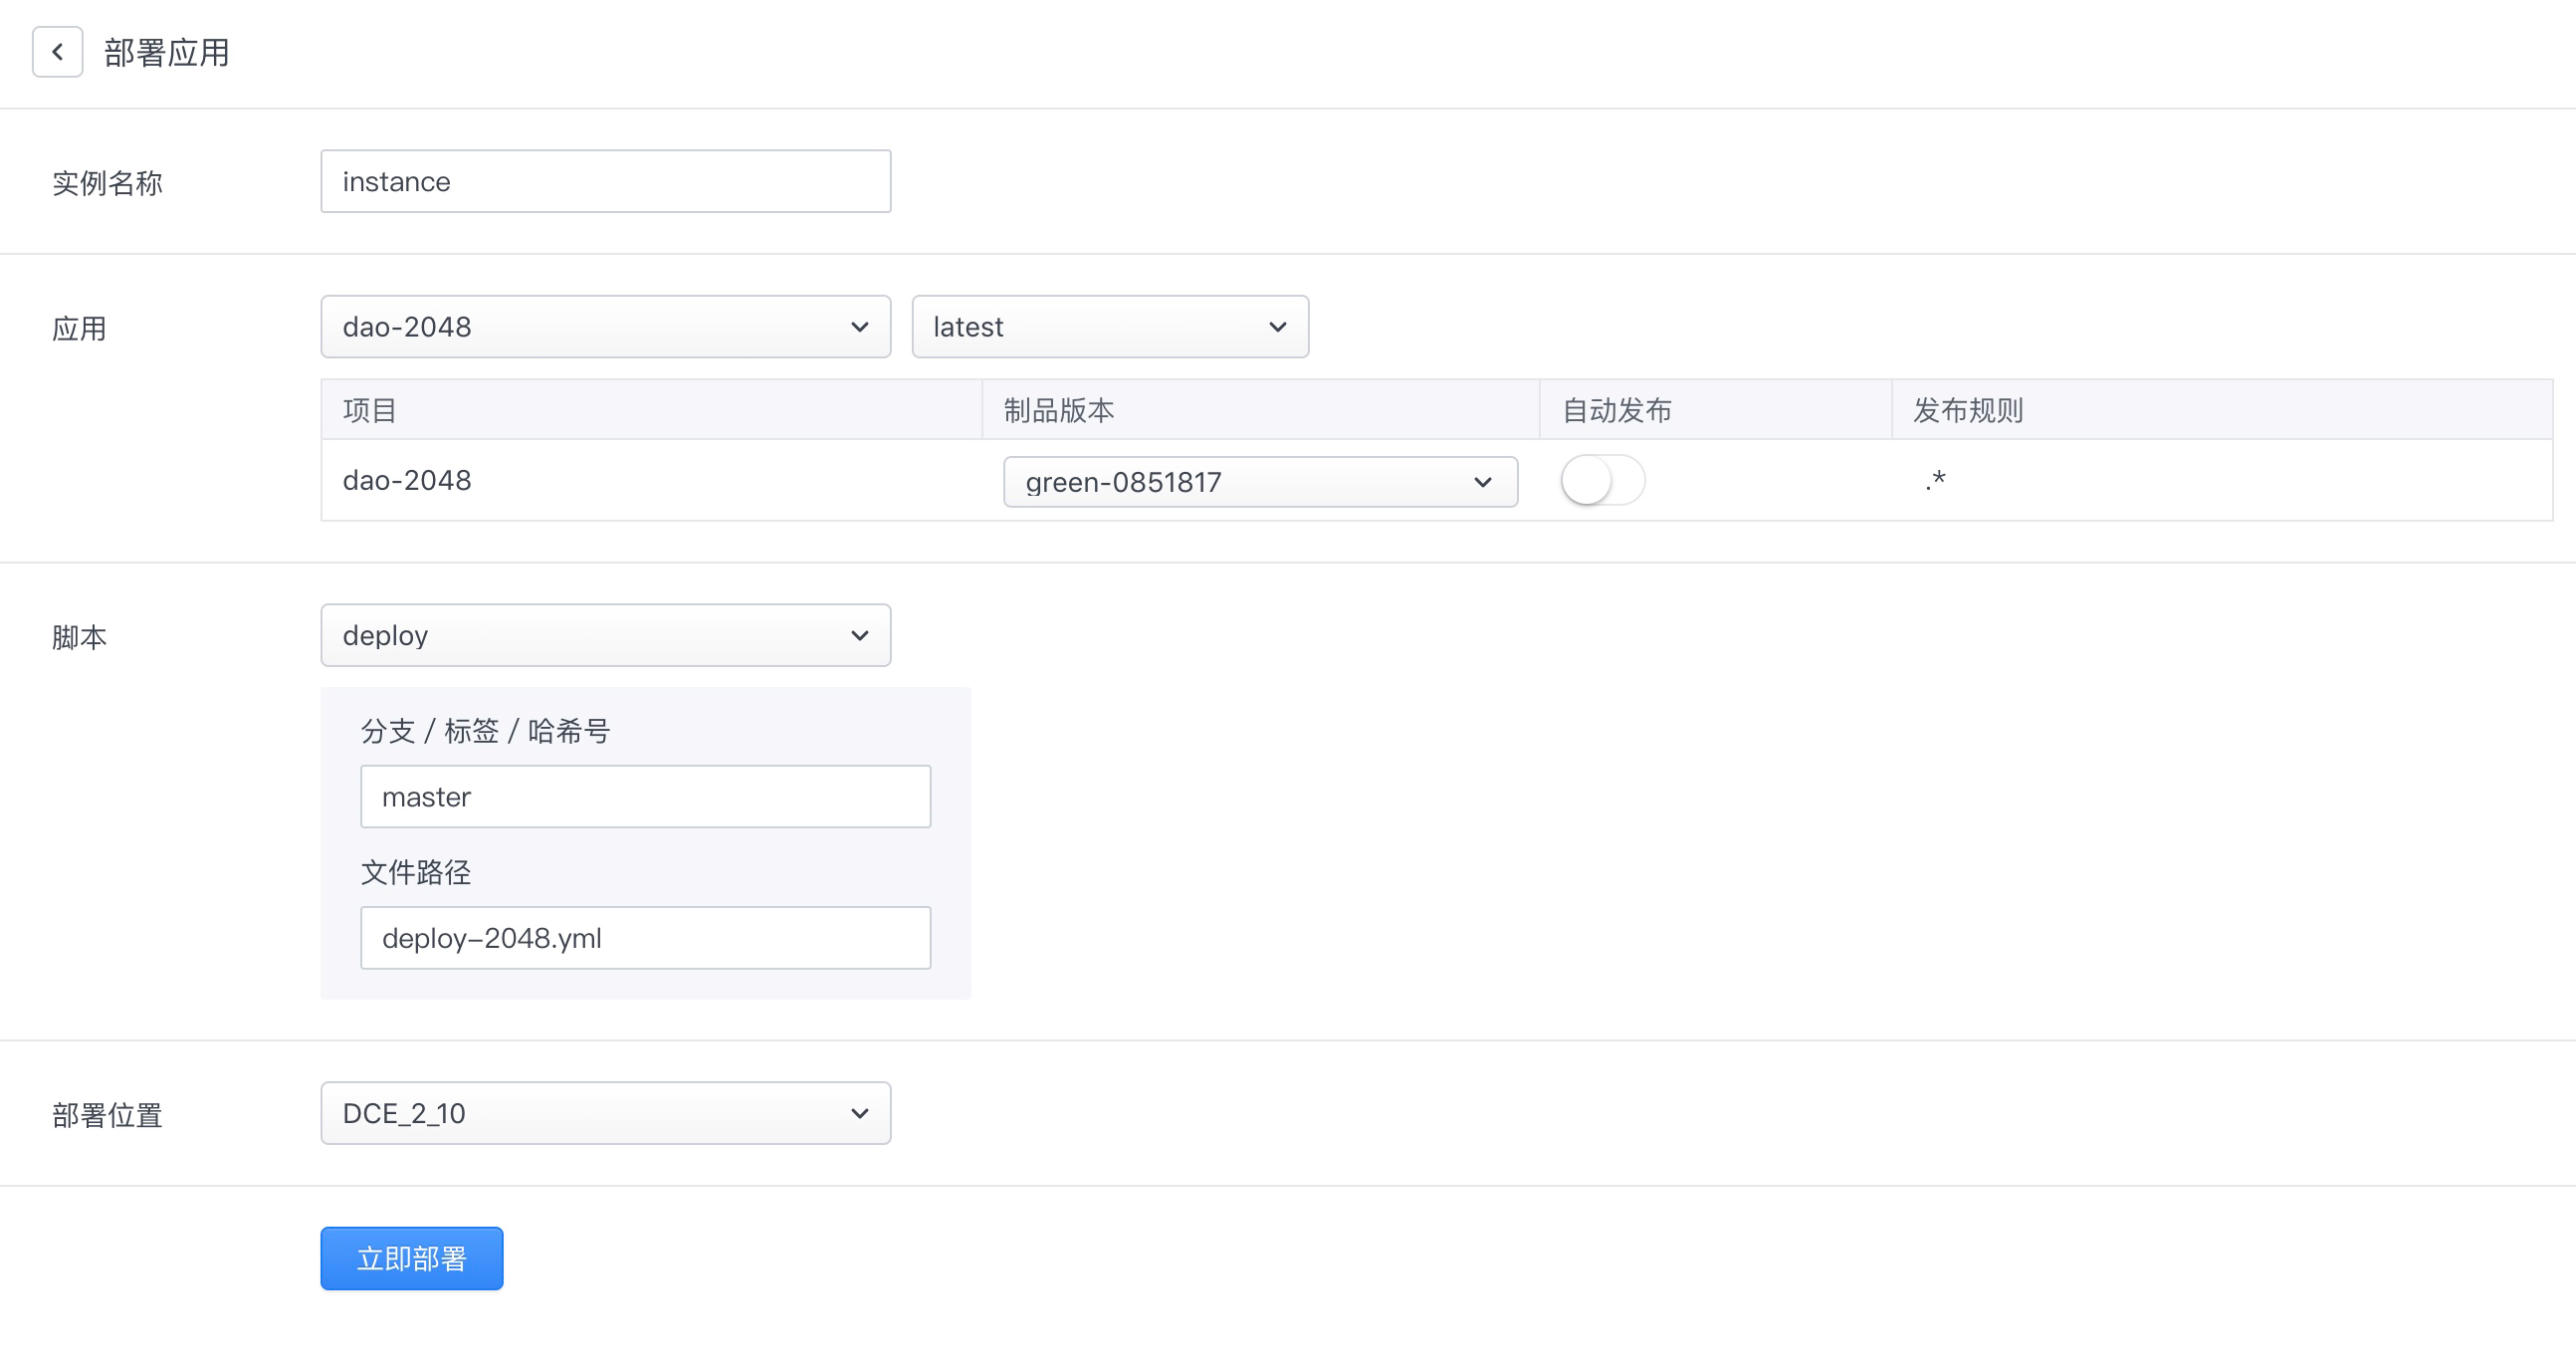 部署应用
实例名称 instance
应用 dao-2048 latest
项目 制品版本 自动发布 发布规则
dao-2048 green-0851817 .*
脚本 deploy
分支 / 标签 / 哈希号
master
文件路径
deploy-2048.yml
部署位置 DCE_2_10
立即部署